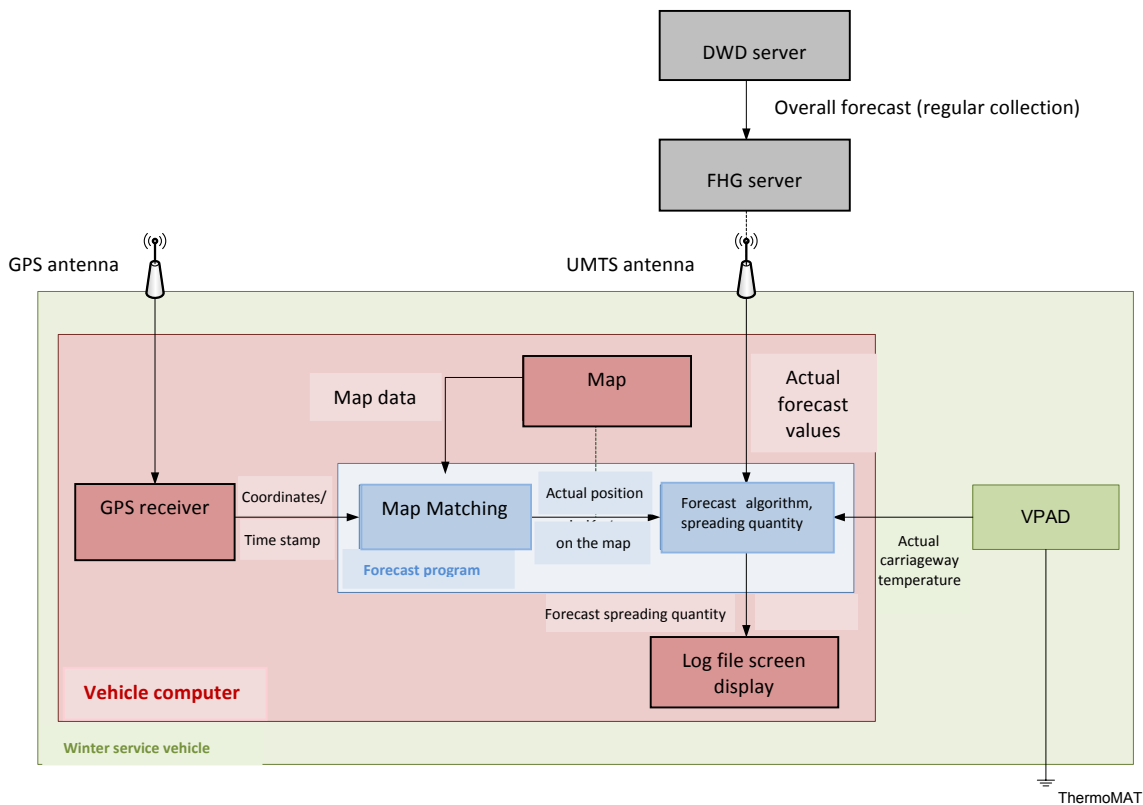 DWD server
Overall forecast (regular collection)
FHG server
GPS antenna
UMTS antenna
Map
Map data
Actual
forecast
values
GPS receiver
Coordinates/
Time stamp
Map Matching
Actual position
on the map
Forecast algorithm,
spreading quantity
VPAD
Actual
carriageway
temperature
Forecast program
Forecast spreading quantity
Log file screen
display
Vehicle computer
Winter service vehicle
ThermoMAT